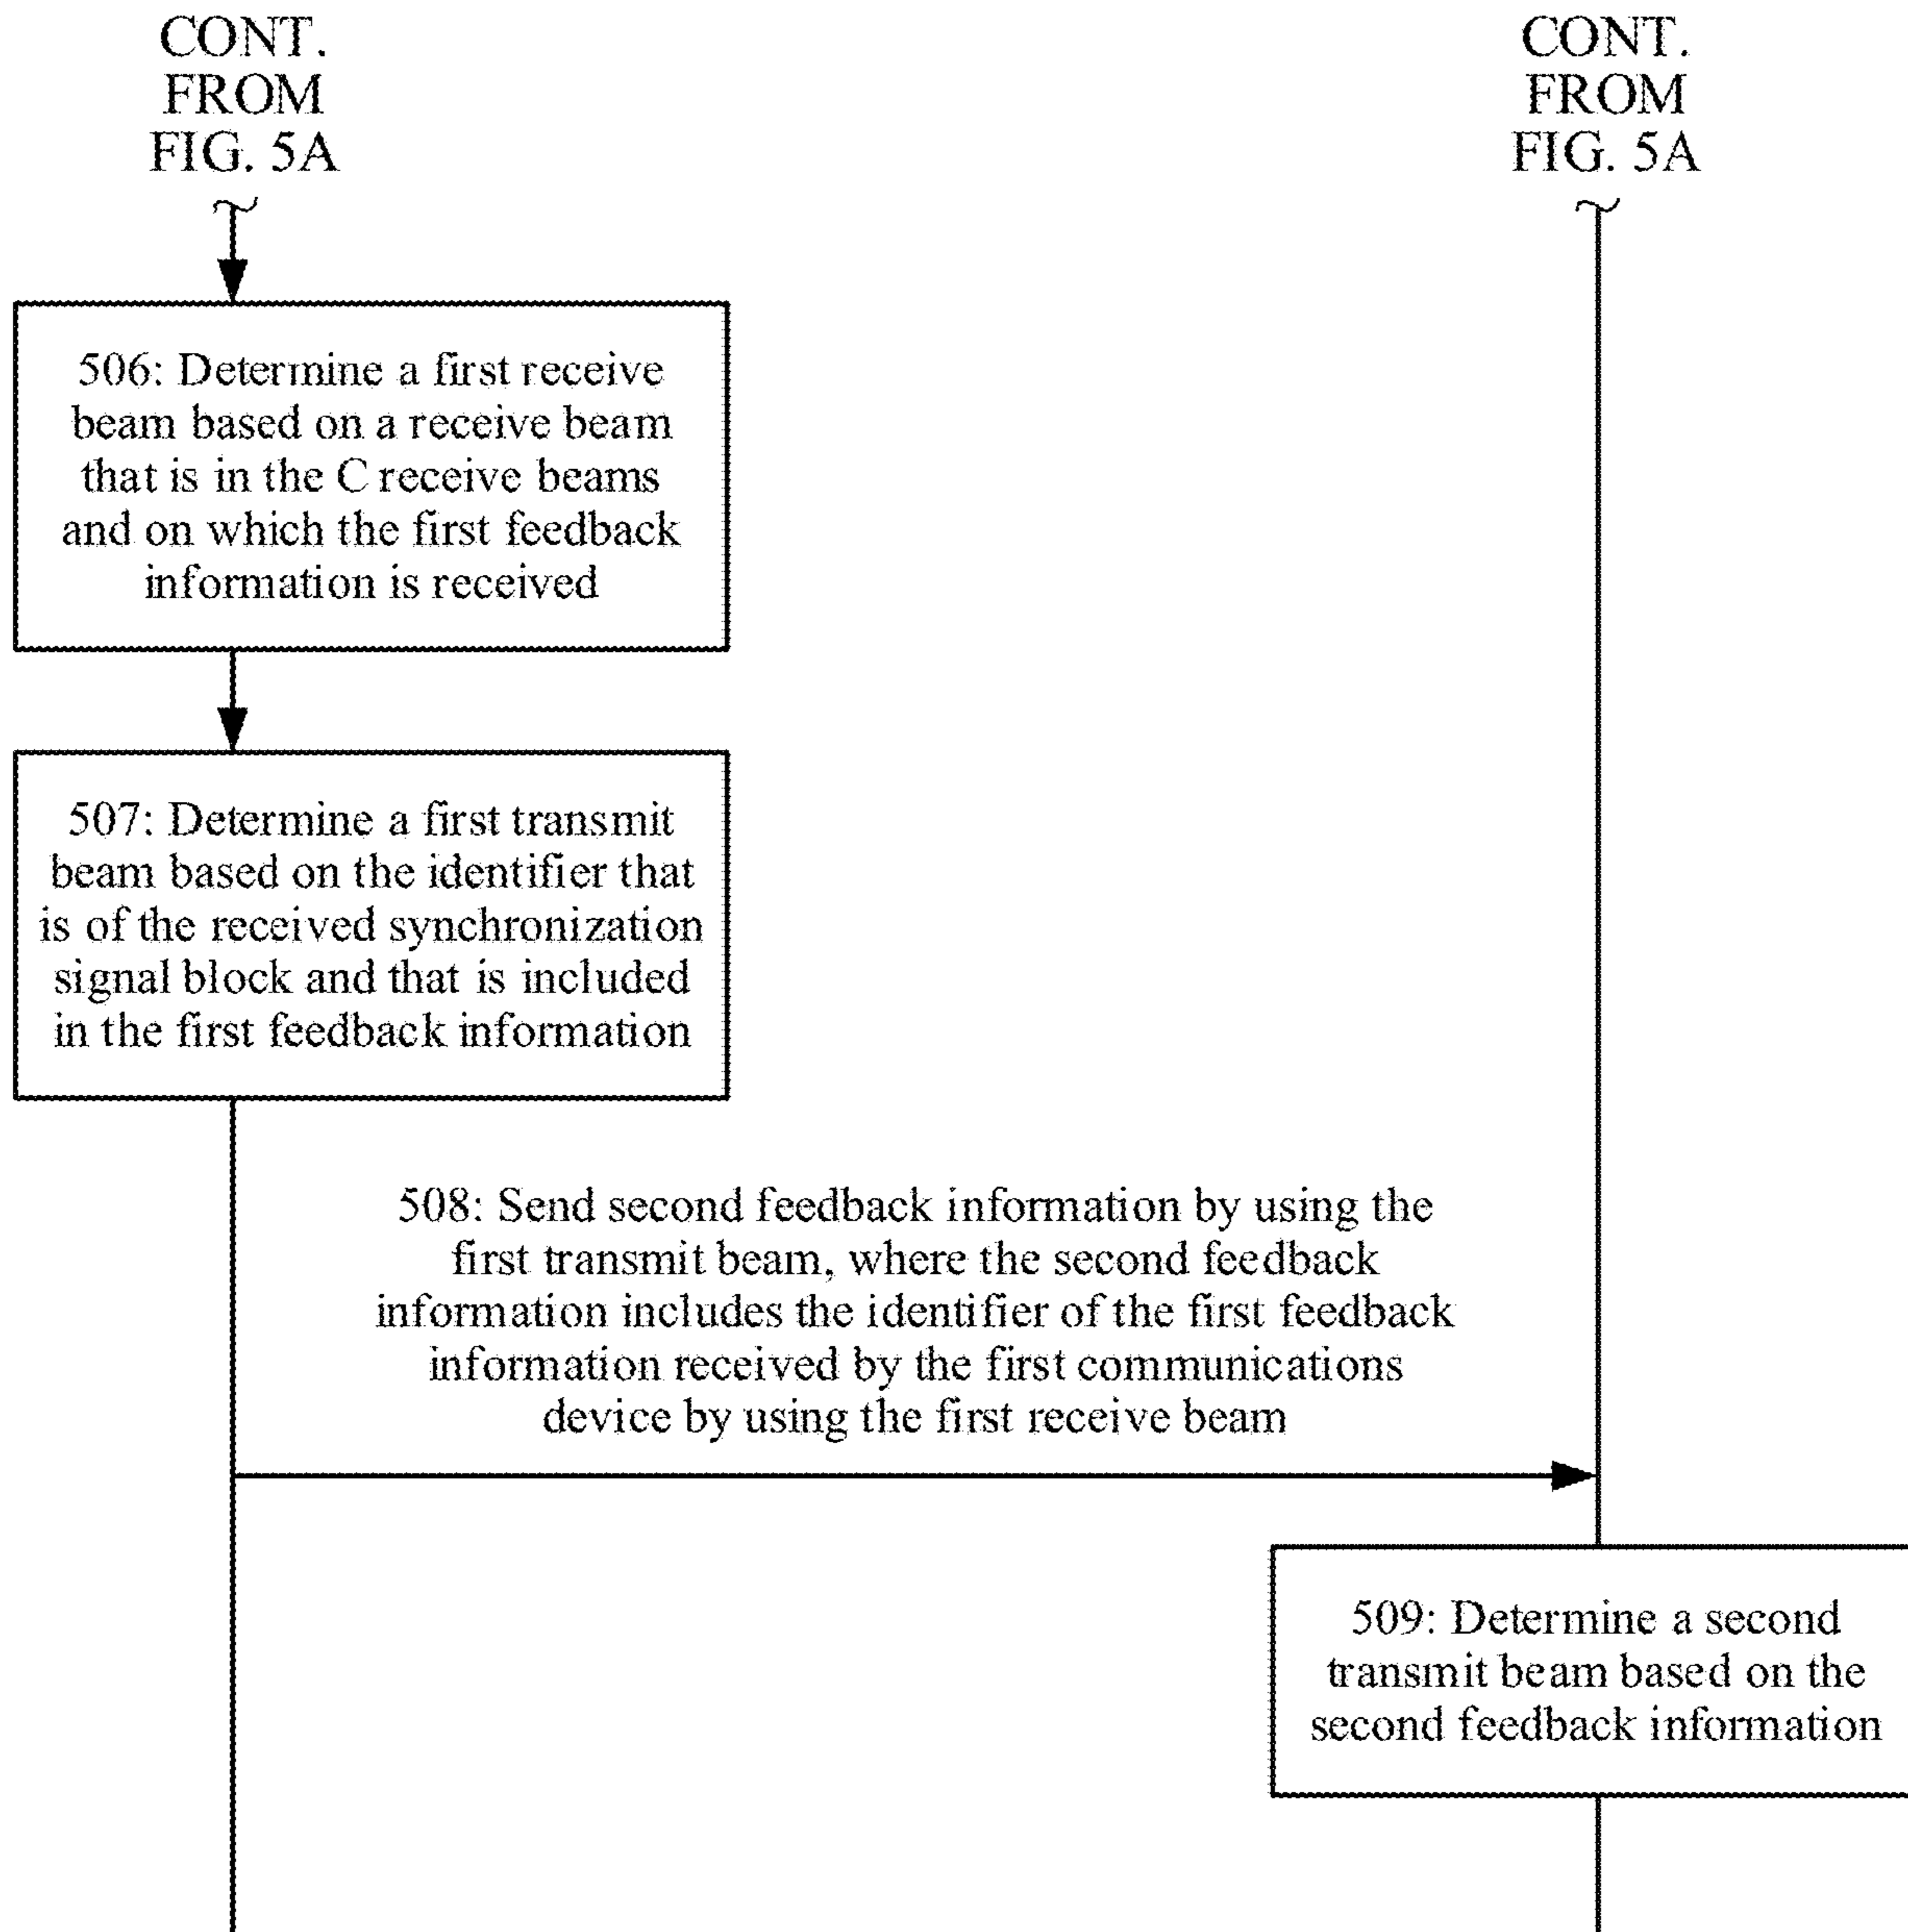 CONT.
FROM
FIG. 5A
CONT.
FROM
FIG. 5A
506: Determine a first receive
beam based on a receive beam
that is in the C receive beams
and on which the first feedback
information is received
507: Determine a first transmit
beam based on the identifier that
is of the received synchronization
signal block and that is included
in the first feedback information
508: Send second feedback information by using the
first transmit beam, where the second feedback
information includes the identifier of the first feedback
information received by the first communications
device by using the first receive beam
509: Determine a second
transmit beam based on the
second feedback information